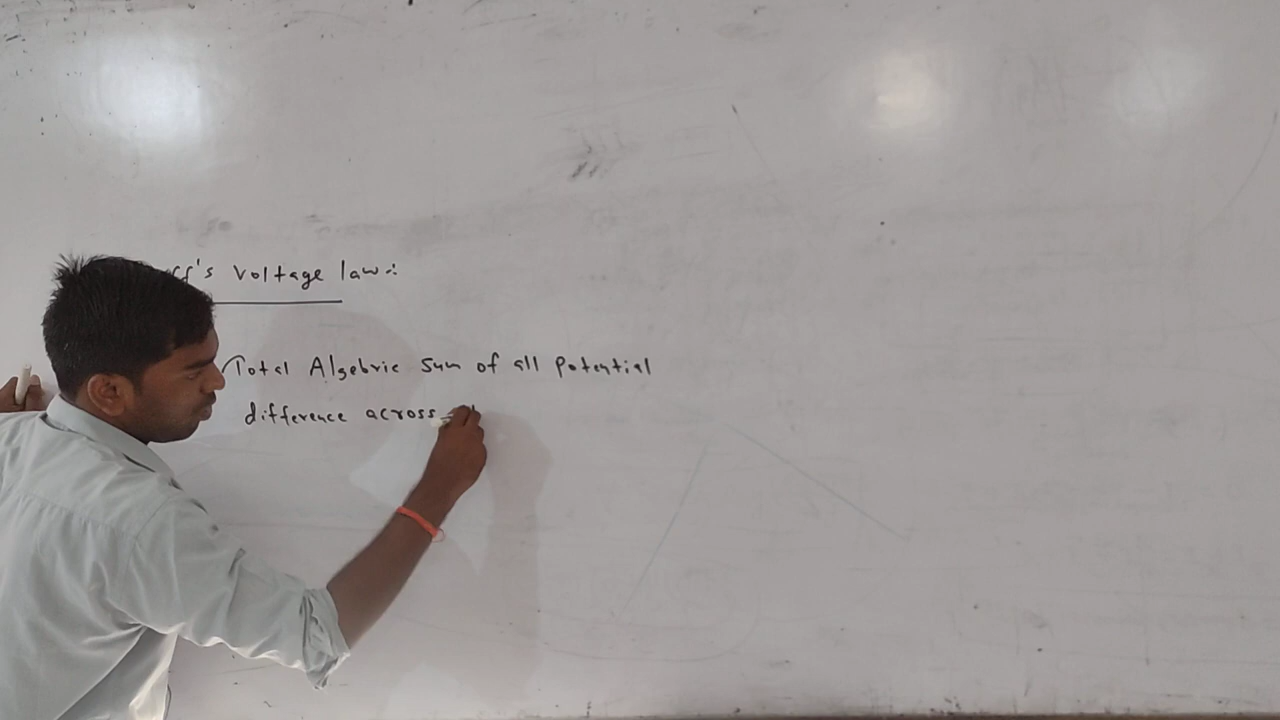 ff's Voltage law:-
Total Algebric Sum of all Potential
difference across